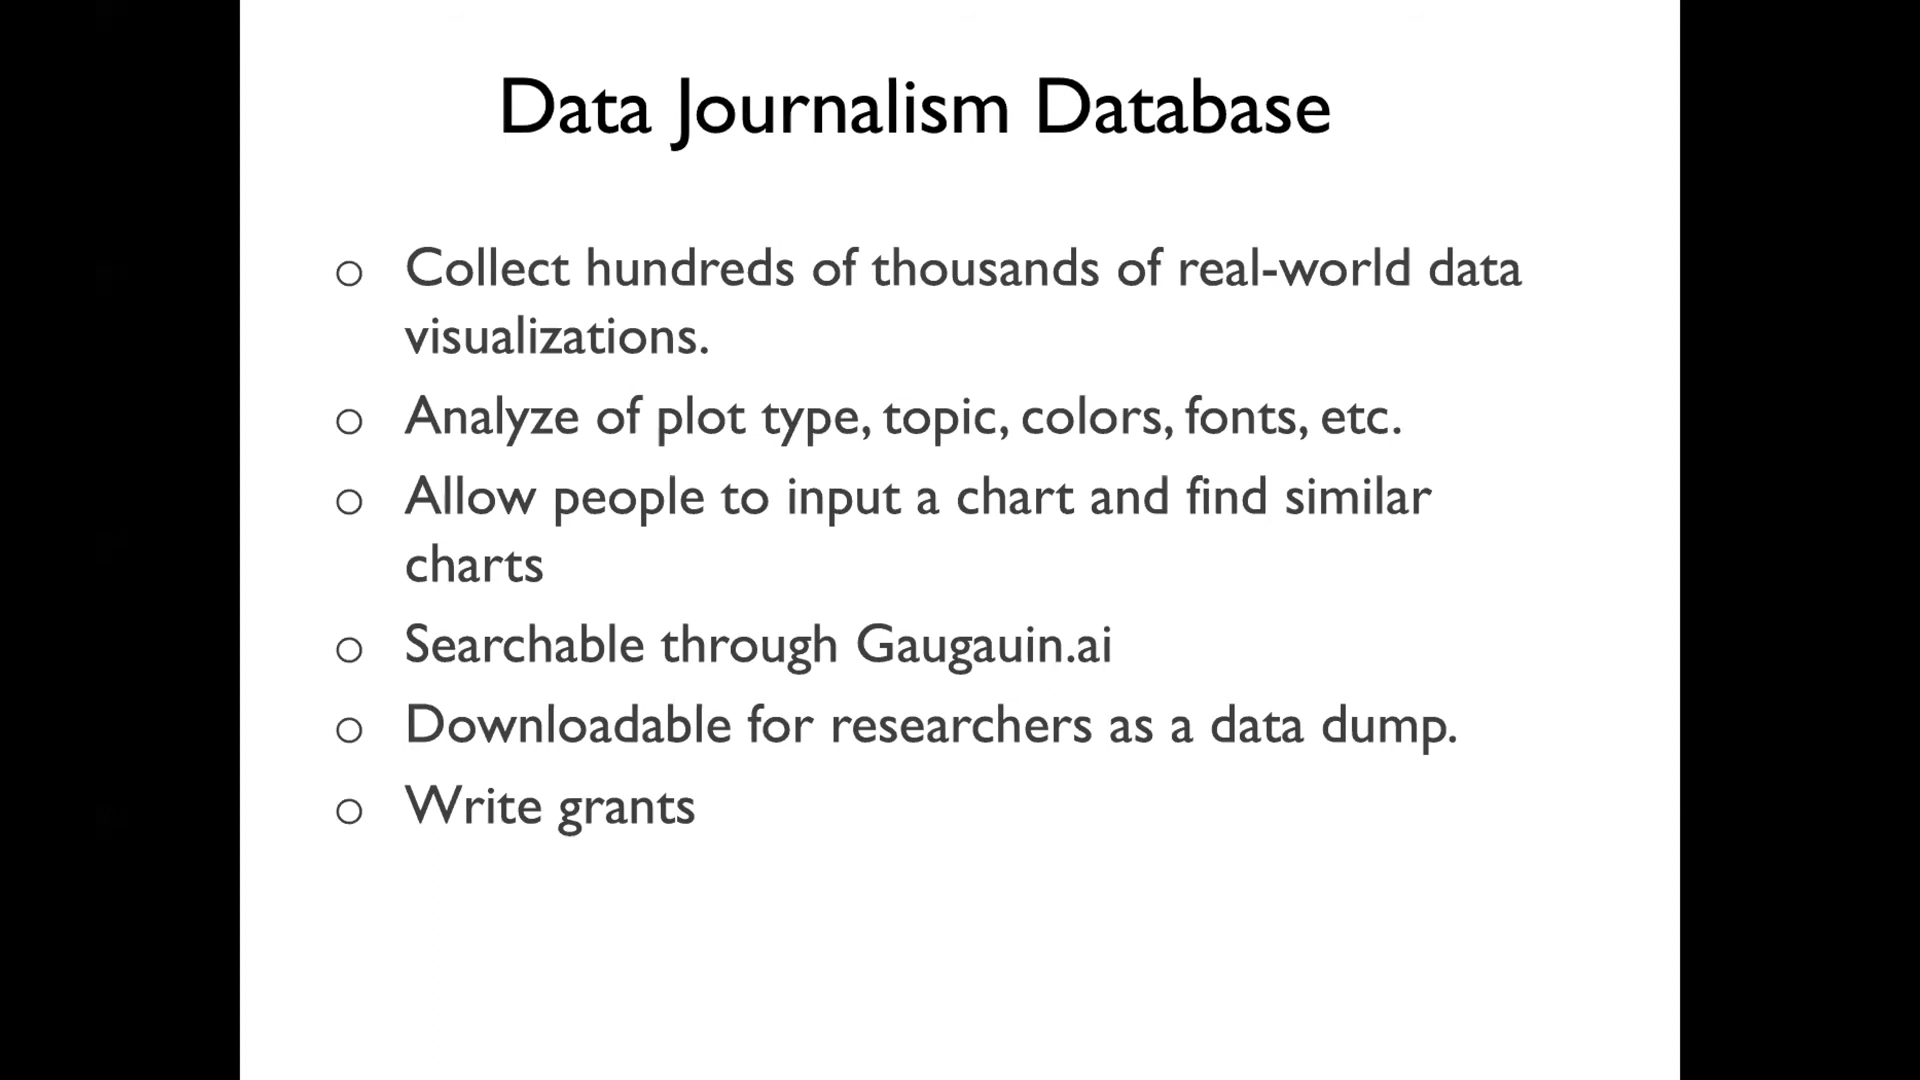 Data Journalism Database
○ Collect hundreds of thousands of real-world data
visualizations.
○ Analyze of plot type, topic, colors, fonts, etc.
○ Allow people to input a chart and find similar
charts
○ Searchable through Gaugauin.ai
○ Downloadable for researchers as a data dump.
○ Write grants